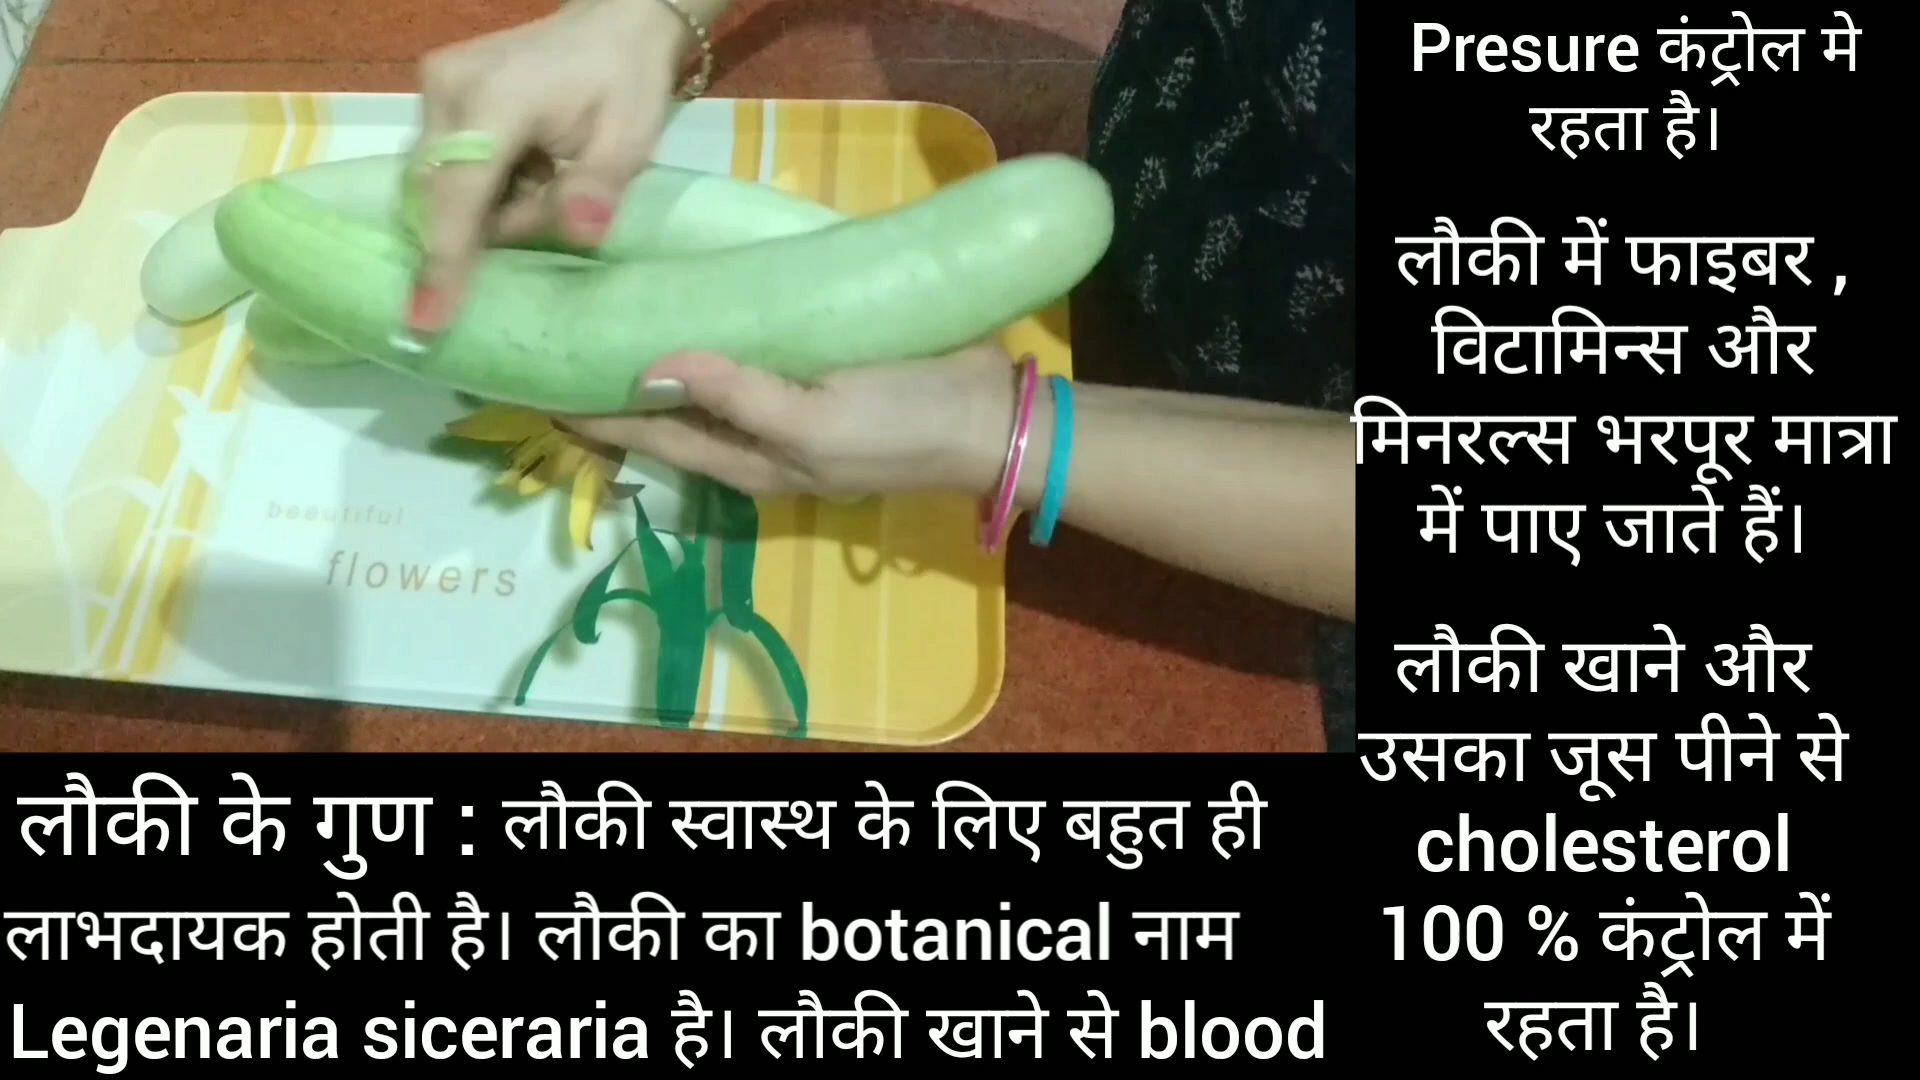 beautiful
flowers
लौकी के गुण : लौकी स्वास्थ के लिए बहुत ही
लाभदायक होती है। लौकी का botanical नाम
Legenaria siceraria है। लौकी खाने से blood
Presure कंट्रोल मे
रहता है।
लौकी में फाइबर ,
विटामिन्स और
मिनरल्स भरपूर मात्रा
में पाए जाते हैं।
लौकी खाने और
उसका जूस पीने से
cholesterol
100 % कंट्रोल में
रहता है।